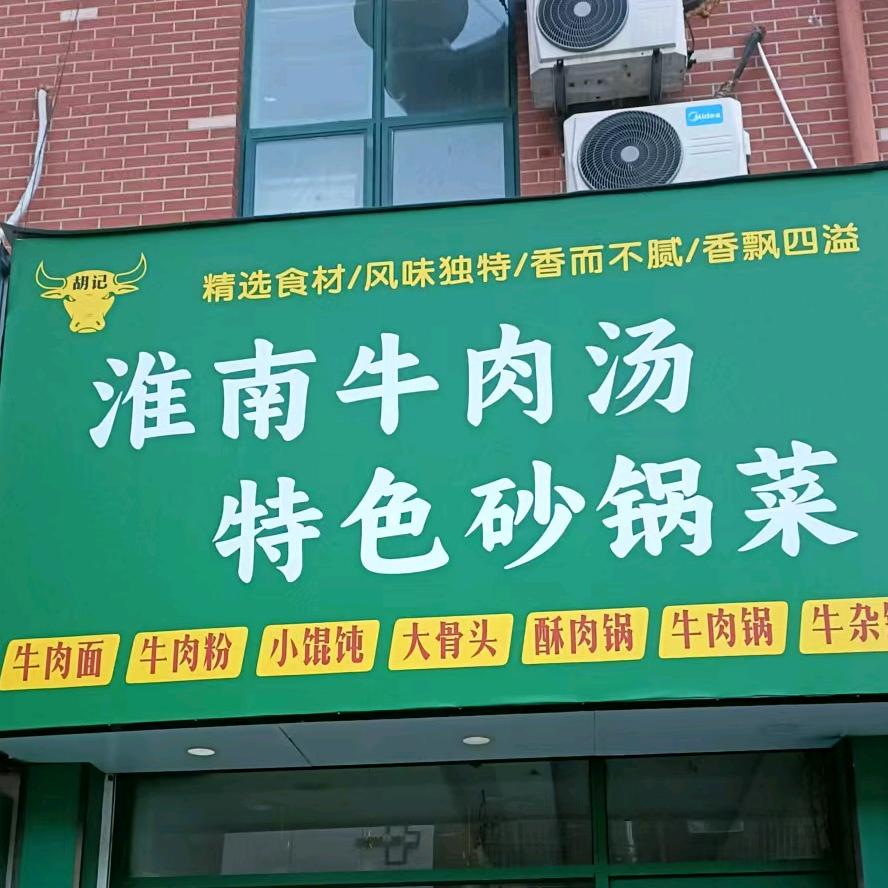 Midea
胡记
精选食材/风味独特/香而不腻/香飘四溢
淮南牛肉汤
特色砂锅菜
牛肉面 牛肉粉 小馄饨 大骨头 酥肉锅 牛肉锅 牛杂